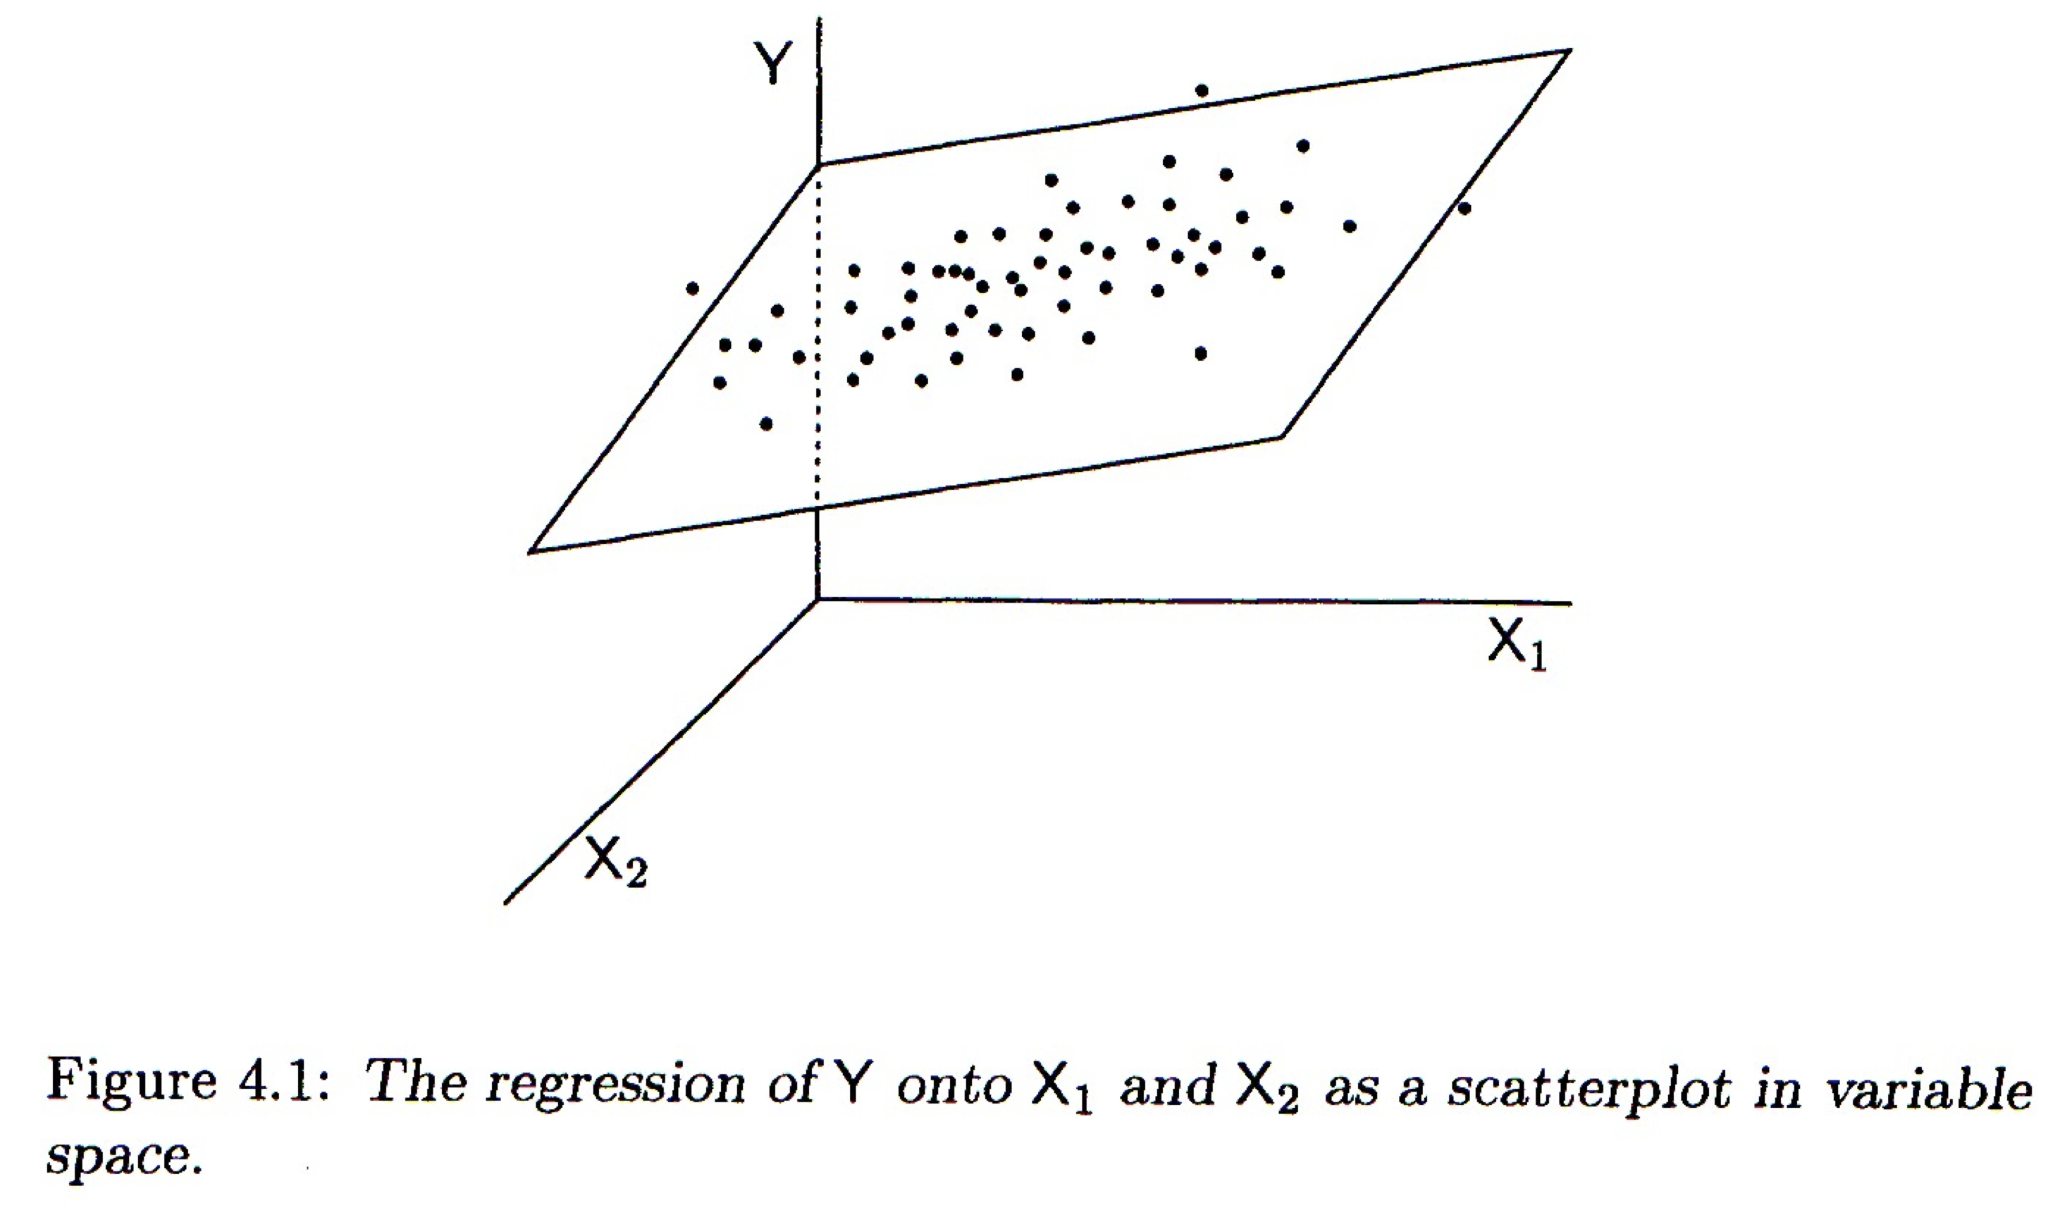 Y
X₁
X₂
Figure 4.1: The regression of Y onto X₁ and X₂ as a scatterplot in variable
space.